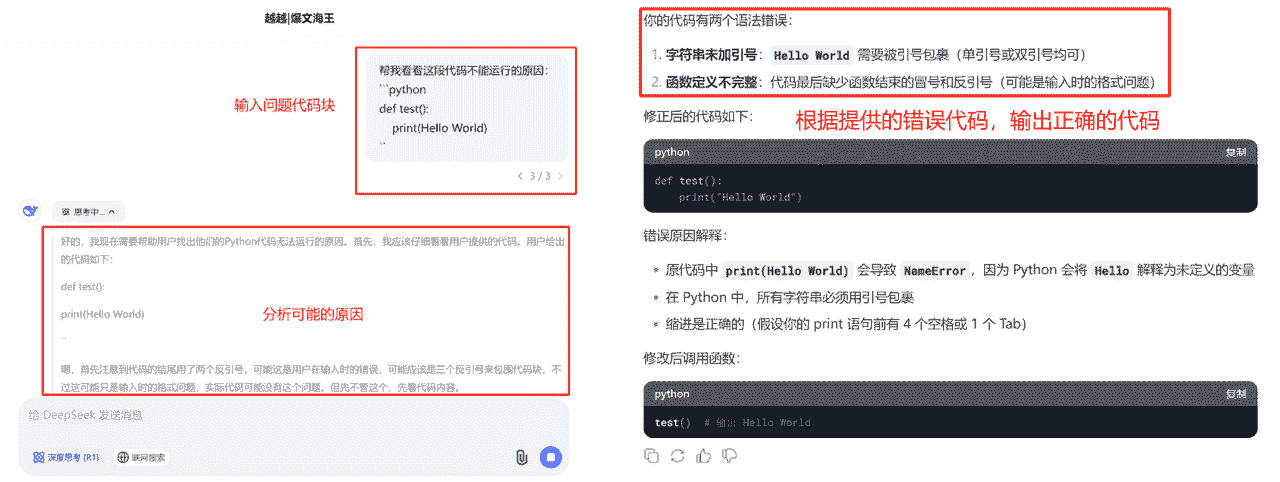 越越|爆文海王
帮我看看这段代码不能运行的原因：
```python
def test():
print(Hello World)
``
输入问题代码块
3 / 3
思考中...
好的，我现在需要帮助用户找出他们的Python代码无法运行的原因。首先，我应该仔细看看用户提供的代码。用户给出
的代码如下：
def test():
print(Hello World)
``
分析可能的原因
嗯，首先注意到代码的结尾用了两个反引号，可能这是用户在输入时的错误，可能应该是三个反引号来包围代码块。不
过这可能只是输入时的格式问题，实际代码可能没有这个问题。但先不管这个，先看代码内容。
给 DeepSeek 发送消息
深度思考 (R1)
联网搜索
你的代码有两个语法错误：
1. 字符串未加引号：Hello World 需要被引号包裹（单引号或双引号均可）
2. 函数定义不完整：代码最后缺少函数结束的冒号和反引号（可能是输入时的格式问题）
修正后的代码如下：
根据提供的错误代码，输出正确的代码
python
复制
def test():
print("Hello World")
错误原因解释：
原代码中 print(Hello World) 会导致 NameError，因为 Python 会将 Hello 解释为未定义的变量
在 Python 中，所有字符串必须用引号包裹
缩进是正确的（假设你的 print 语句前有 4 个空格或 1 个 Tab）
修改后调用函数：
python
复制
test() # 输出 Hello World